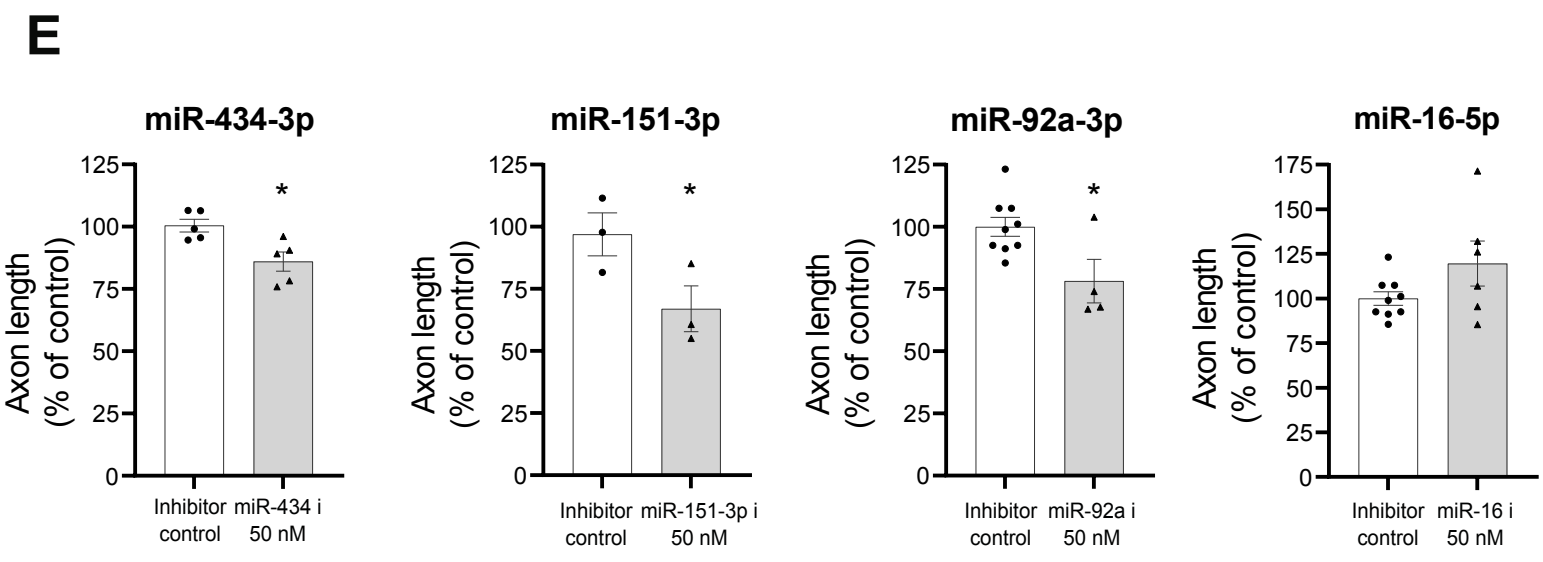 E
miR-434-3p
Axon length
(% of control)
125
100
75
50
25
0
*
Inhibitor control
miR-434 i 50 nM
miR-151-3p
Axon length
(% of control)
125
100
75
50
25
0
*
Inhibitor control
miR-151-3p i 50 nM
miR-92a-3p
Axon length
(% of control)
125
100
75
50
25
0
*
Inhibitor control
miR-92a i 50 nM
miR-16-5p
Axon length
(% of control)
175
150
125
100
75
50
25
0
Inhibitor control
miR-16 i 50 nM